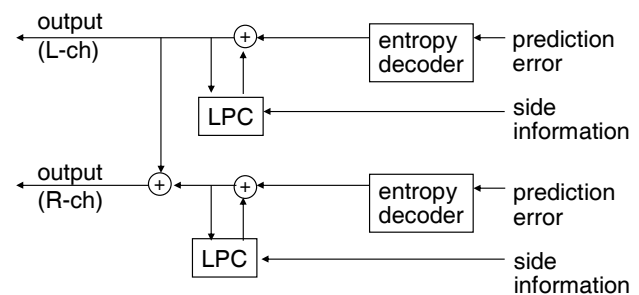 output
(L-ch)
+
entropy
decoder
prediction
error
LPC
side
information
output
(R-ch)
+
+
entropy
decoder
prediction
error
LPC
side
information